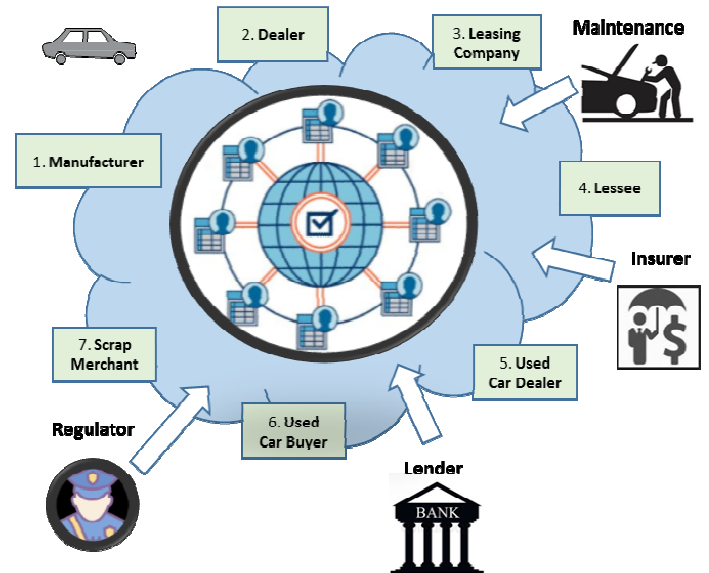 2. Dealer
3. Leasing
Company
Maintenance
1. Manufacturer
4. Lessee
Insurer
$
7. Scrap
Merchant
5. Used
Car Dealer
Regulator
6. Used
Car Buyer
Lender
BANK